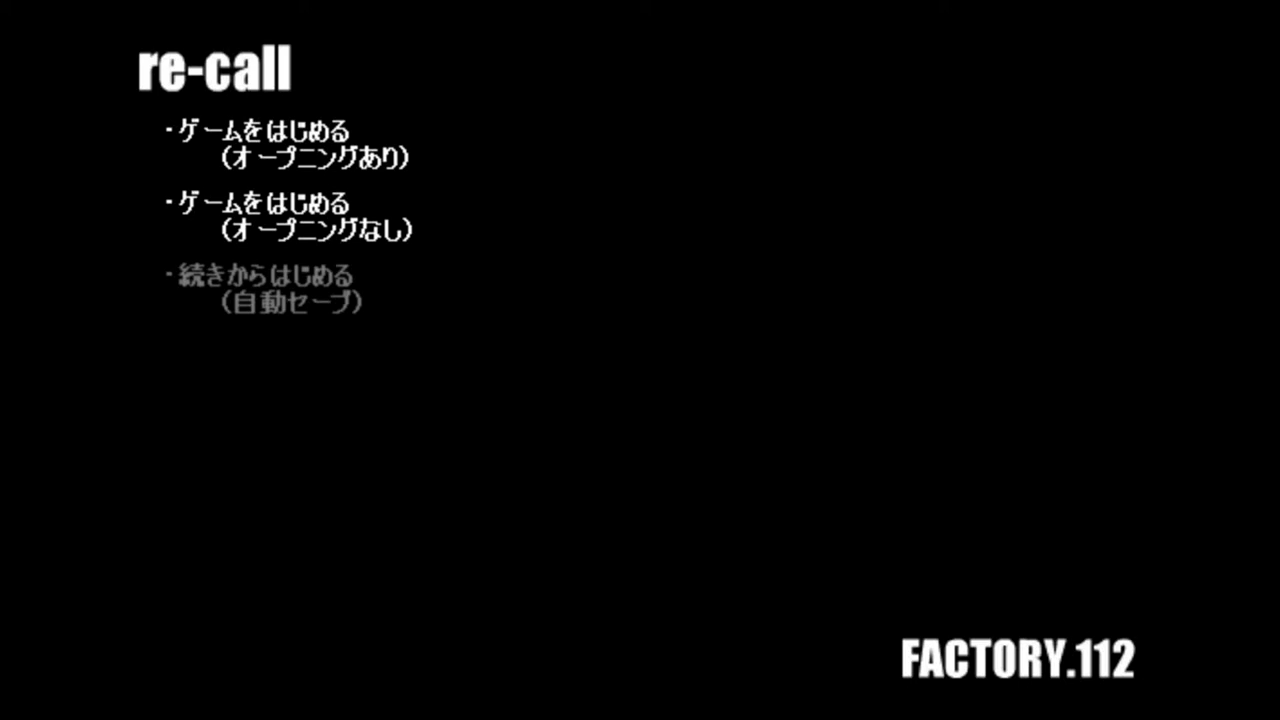 re-call
・ゲームをはじめる
(オープニングあり)
・ゲームをはじめる
(オープニングなし)
・続きからはじめる
(自動セーブ)
FACTORY.112